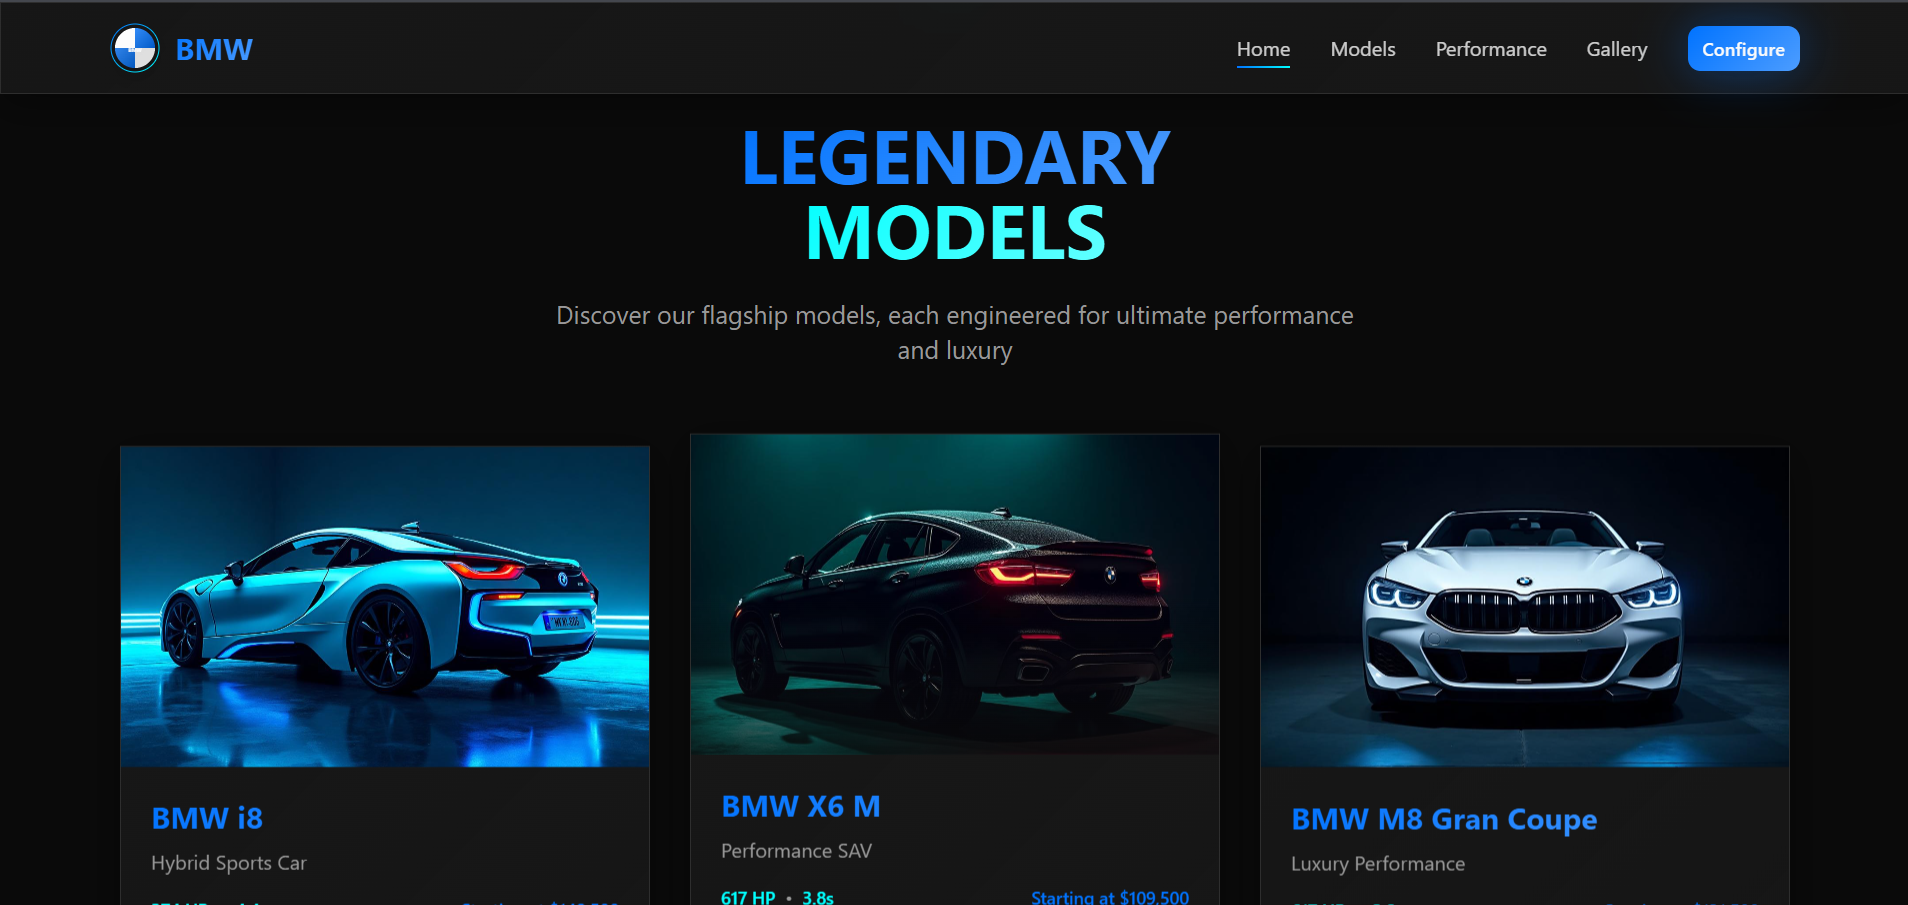 BMW
Home
Models
Performance
Gallery
Configure
LEGENDARY
MODELS
Discover our flagship models, each engineered for ultimate performance
and luxury
BMW i8
Hybrid Sports Car
BMW X6 M
Performance SAV
617 HP • 3.8s
Starting at $109,500
BMW M8 Gran Coupe
Luxury Performance